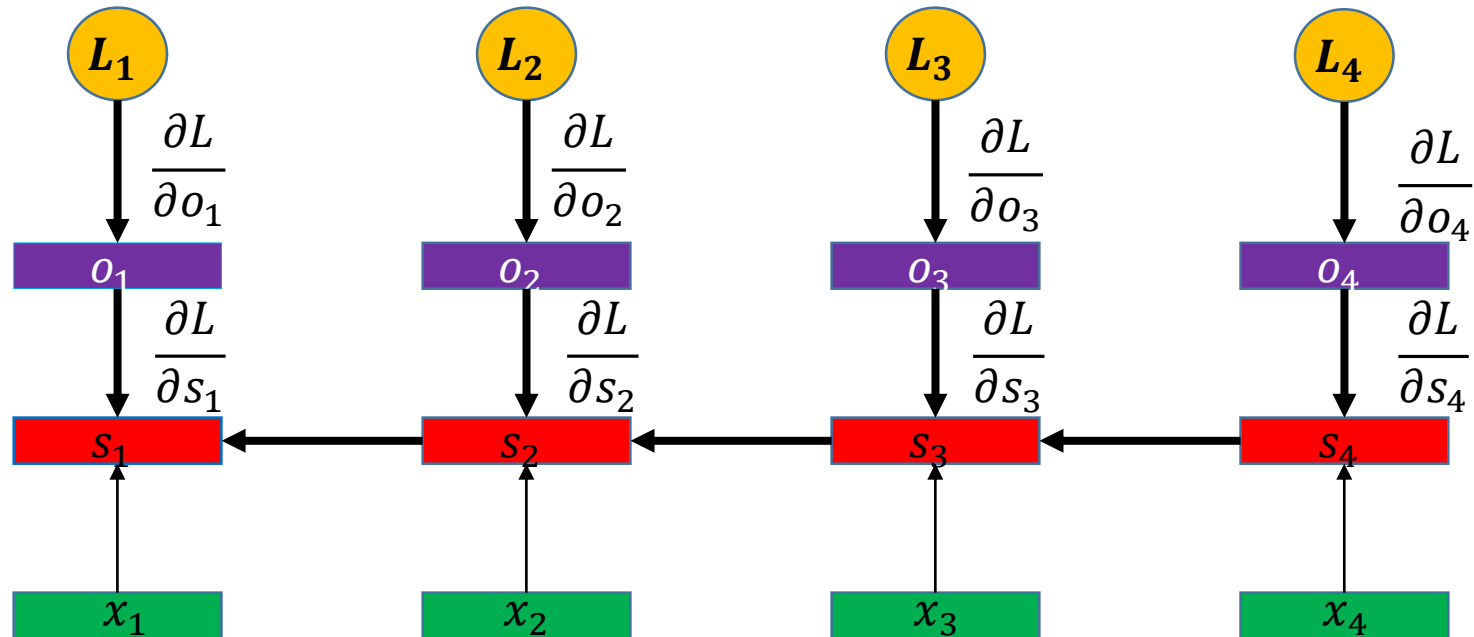 L₁ L₂ L₃ L₄
∂L/∂o₁ ∂L/∂o₂ ∂L/∂o₃ ∂L/∂o₄
o₁ o₂ o₃ o₄
∂L/∂s₁ ∂L/∂s₂ ∂L/∂s₃ ∂L/∂s₄
s₁ s₂ s₃ s₄
x₁ x₂ x₃ x₄